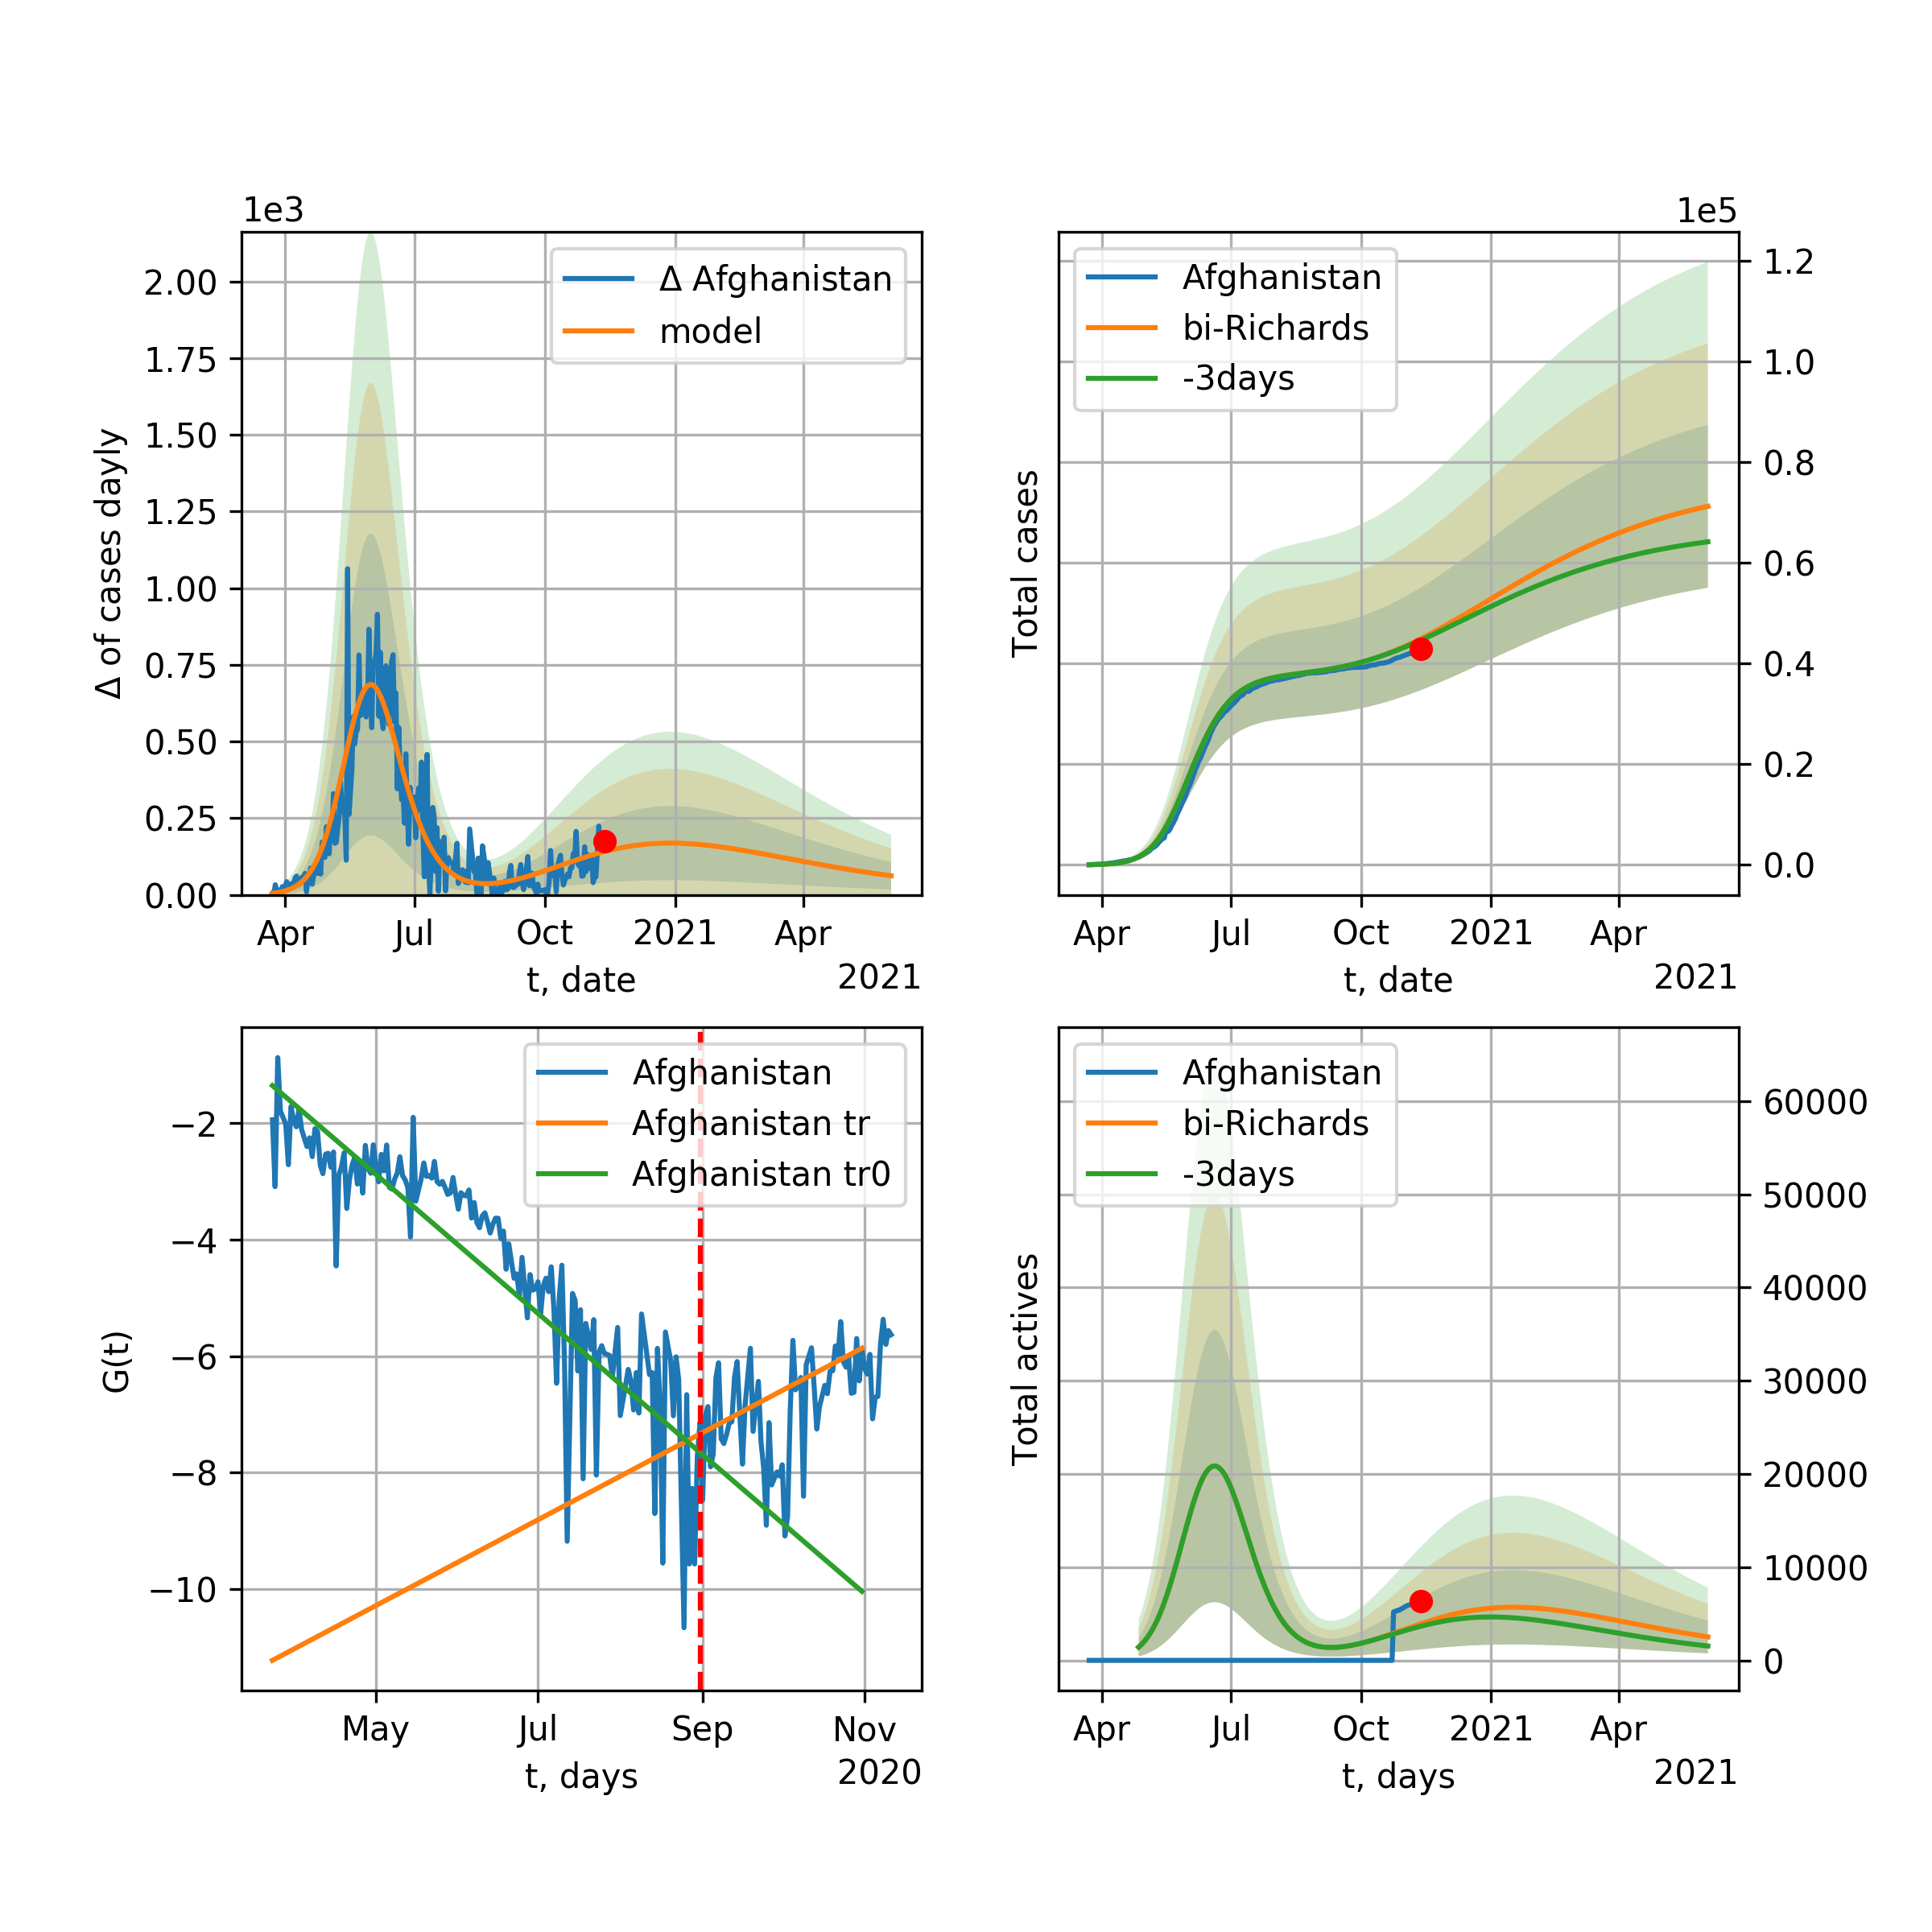 1e3
Δ of cases dayly
2.00
1.75
1.50
1.25
1.00
0.75
0.50
0.25
0.00
Δ Afghanistan
model
Apr Jul Oct 2021 Apr
t, date
2021
1e5
Total cases
Afghanistan
bi-Richards
-3days
1.2
1.0
0.8
0.6
0.4
0.2
0.0
Apr Jul Oct 2021 Apr
t, date
2021
G(t)
−2
−4
−6
−8
−10
Afghanistan
Afghanistan tr
Afghanistan tr0
May Jul Sep Nov
t, days
2020
Total actives
Afghanistan
bi-Richards
-3days
60000
50000
40000
30000
20000
10000
0
Apr Jul Oct 2021 Apr
t, days
2021